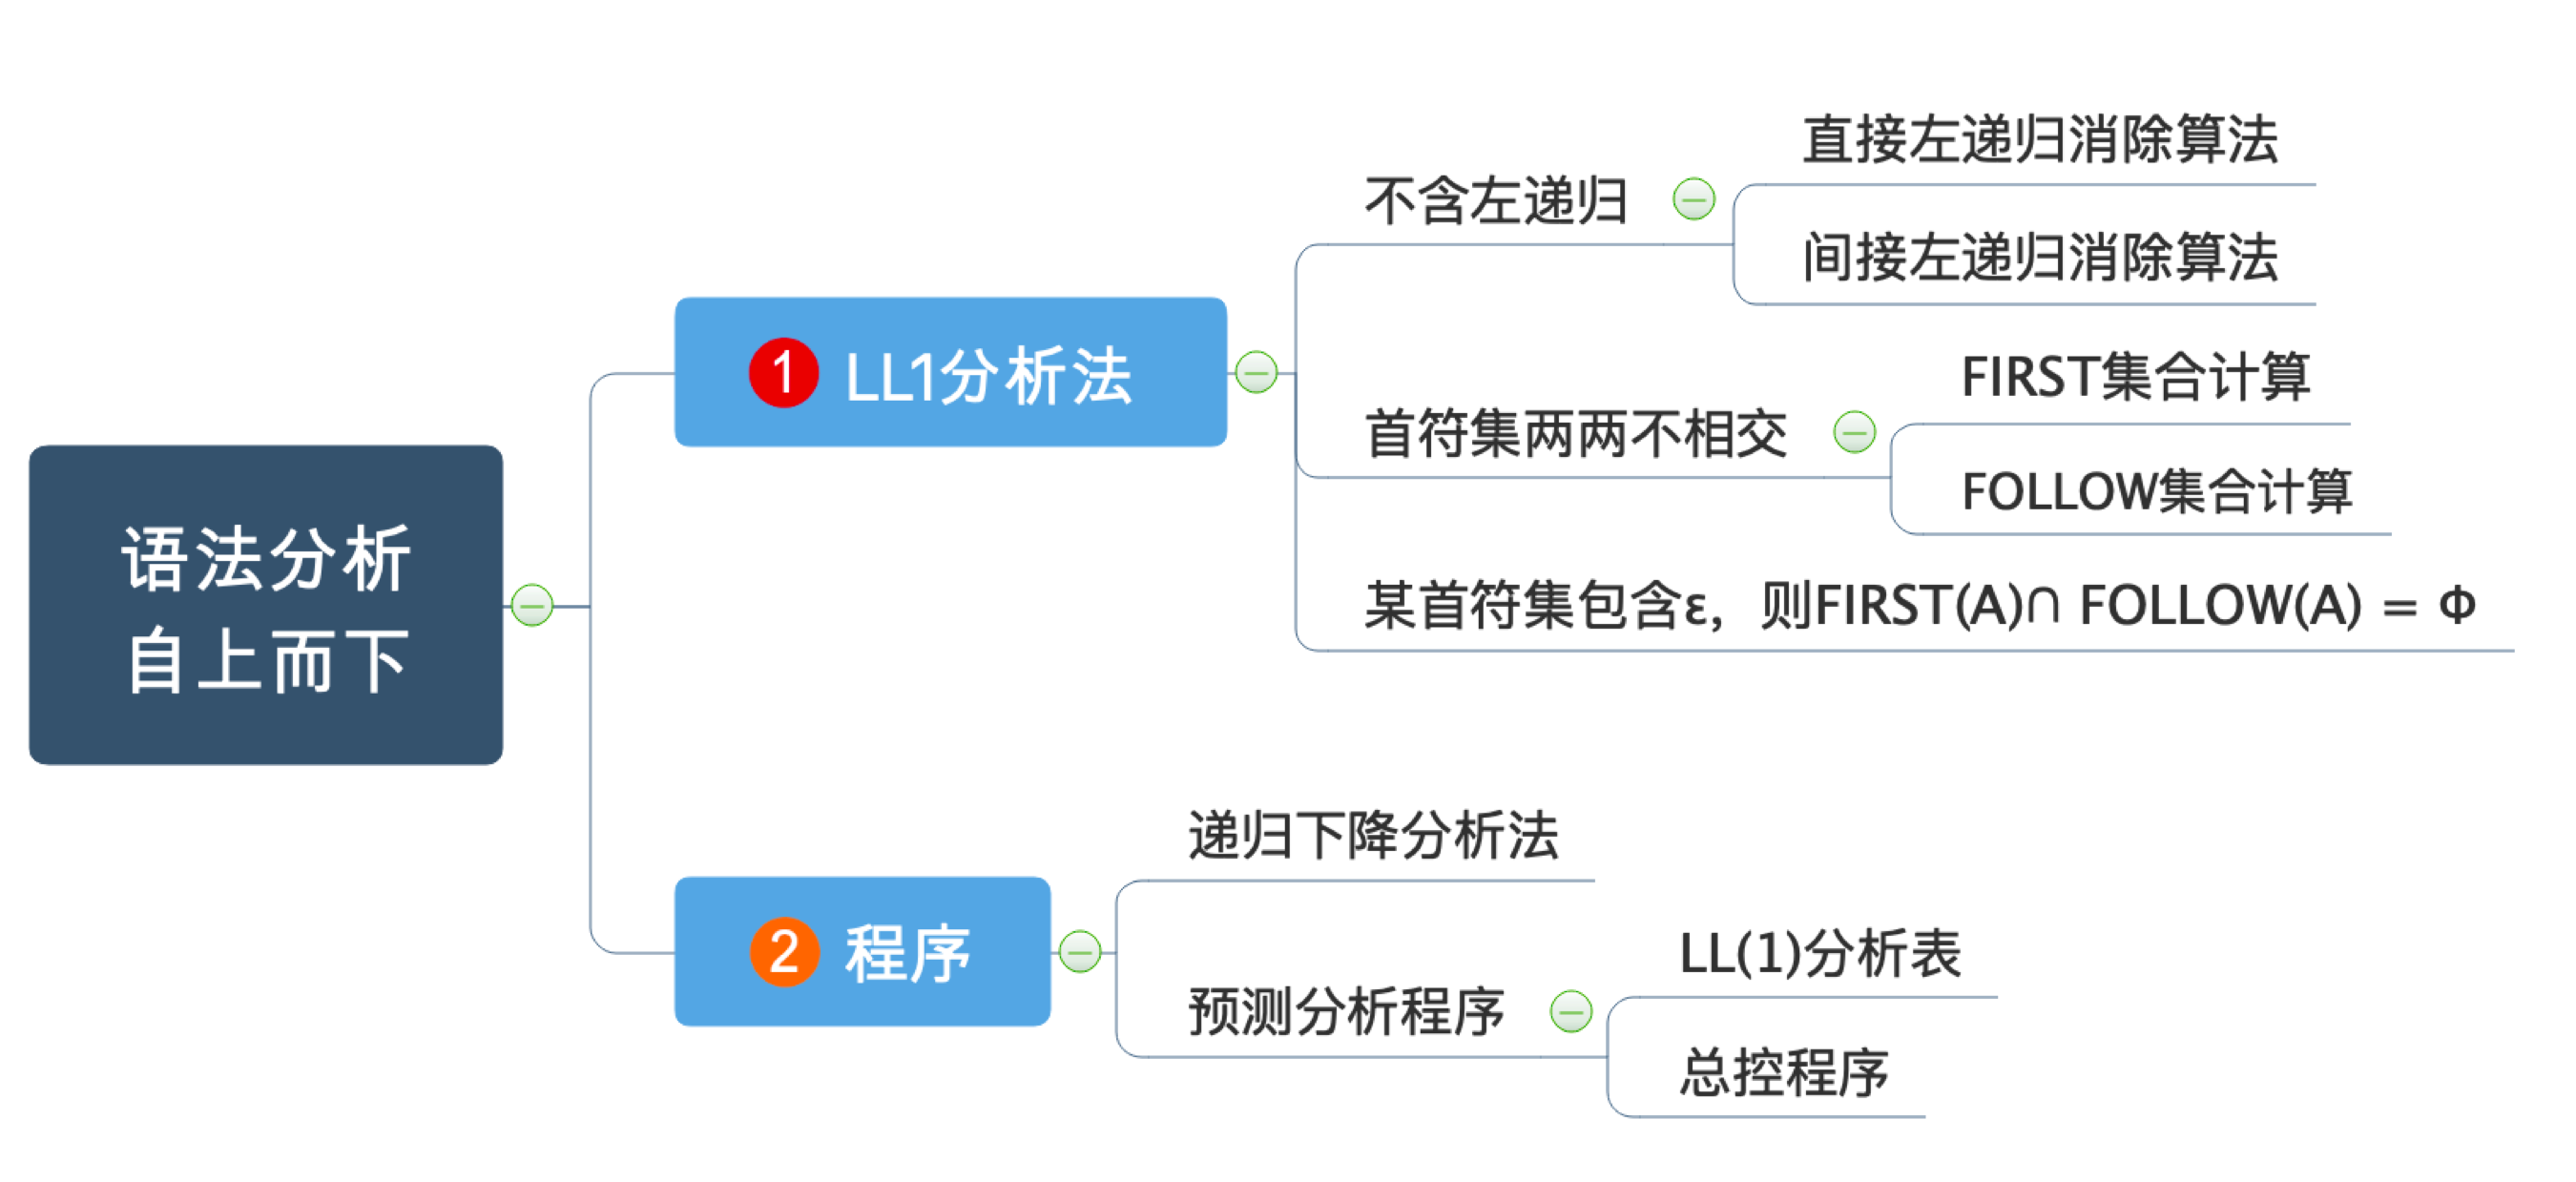 语法分析
自上而下
1 LL1分析法
不含左递归
直接左递归消除算法
间接左递归消除算法
首符集两两不相交
FIRST集合计算
FOLLOW集合计算
某首符集包含ε，则FIRST(A)∩ FOLLOW(A) = Φ
2 程序
递归下降分析法
预测分析程序
LL(1)分析表
总控程序